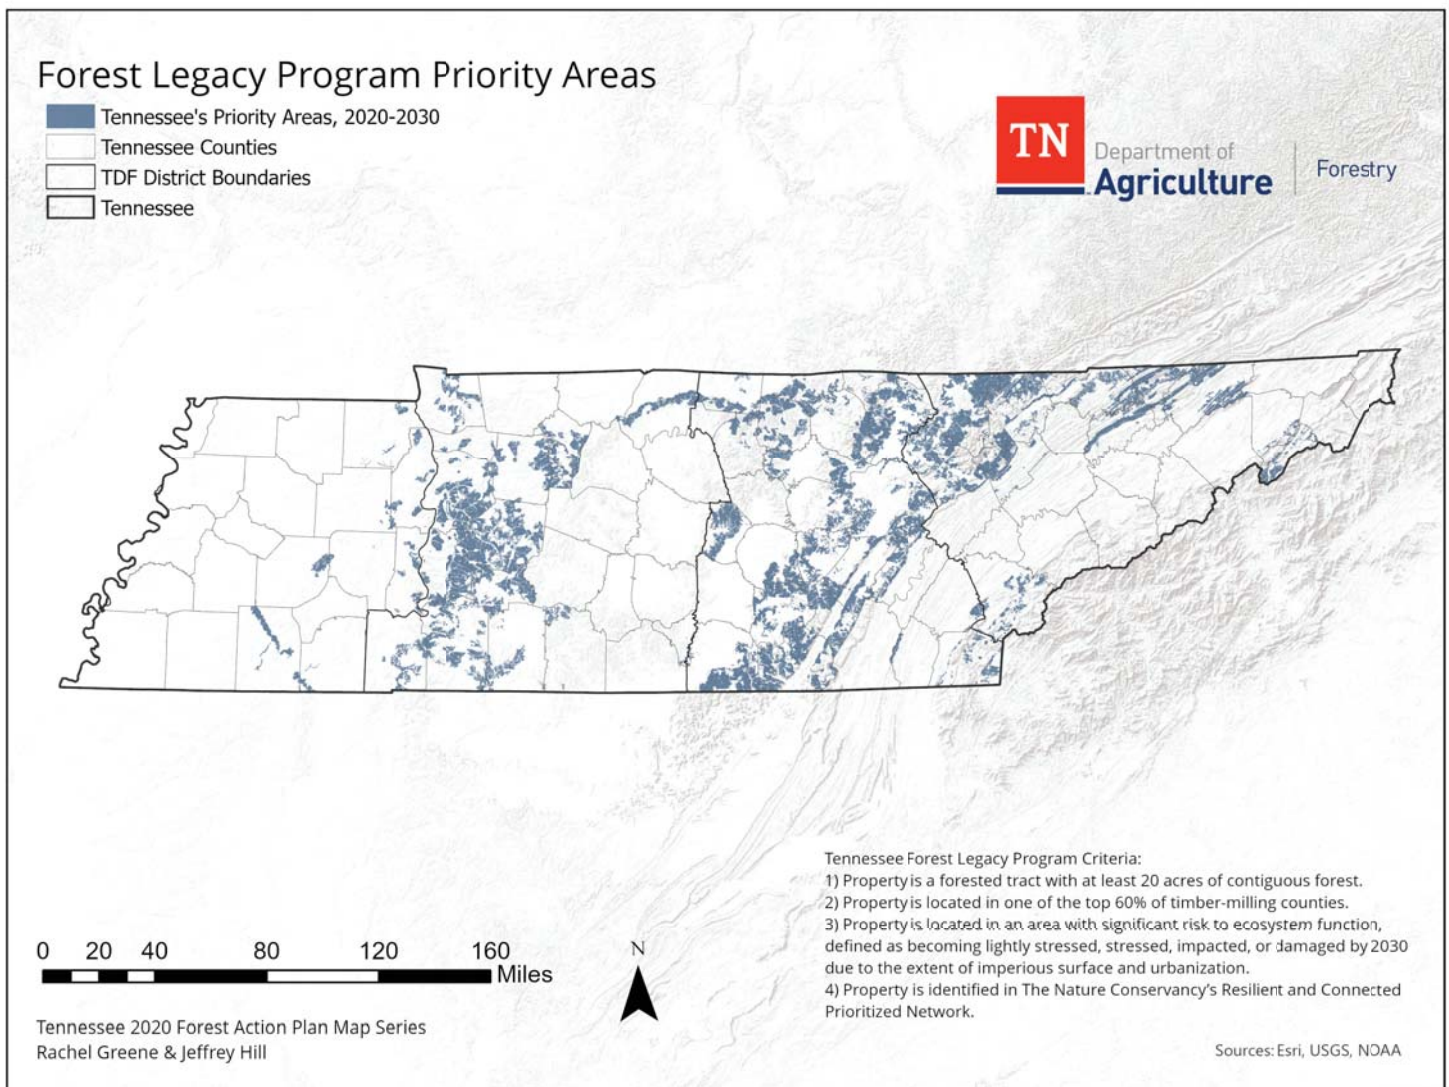 Forest Legacy Program Priority Areas
Tennessee's Priority Areas, 2020-2030
Tennessee Counties
TDF District Boundaries
Tennessee
TN
Department of
Agriculture
Forestry
Tennessee Forest Legacy Program Criteria:
1) Property is a forested tract with at least 20 acres of contiguous forest.
2) Property is located in one of the top 60% of timber-milling counties.
3) Property is located in an area with significant risk to ecosystem function,
defined as becoming lightly stressed, stressed, impacted, or damaged by 2030
due to the extent of imperious surface and urbanization.
4) Property is identified in The Nature Conservancy's Resilient and Connected
Prioritized Network.
0 20 40 80 120 160
Miles
N
Tennessee 2020 Forest Action Plan Map Series
Rachel Greene & Jeffrey Hill
Sources: Esri, USGS, NOAA